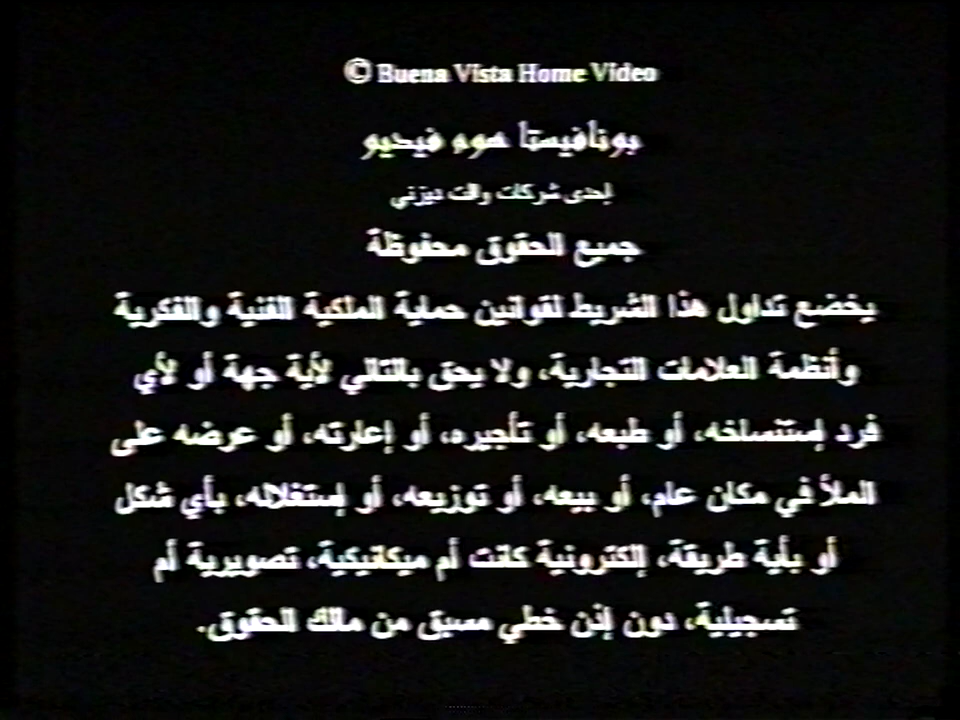 © Buena Vista Home Video
بونافيستا هوم فيديو
إحدى شركات والت ديزني
جميع الحقوق محفوظة
يخضع تداول هذا الشريط لقوانين حماية الملكية الفنية والفكرية
وأنظمة العلامات التجارية، ولا يحق بالتالي لأية جهة أو لأي
فرد إستنساخه، أو طبعه، أو تأجيره، أو إعارته، أو عرضه على
الملأ في مكان عام، أو بيعه، أو توزيعه، أو إستغلاله، بأي شكل
أو بأية طريقة، إلكترونية كانت أم ميكانيكية، تصويرية أم
تسجيلية، دون إذن خطي مسبق من مالك الحقوق.